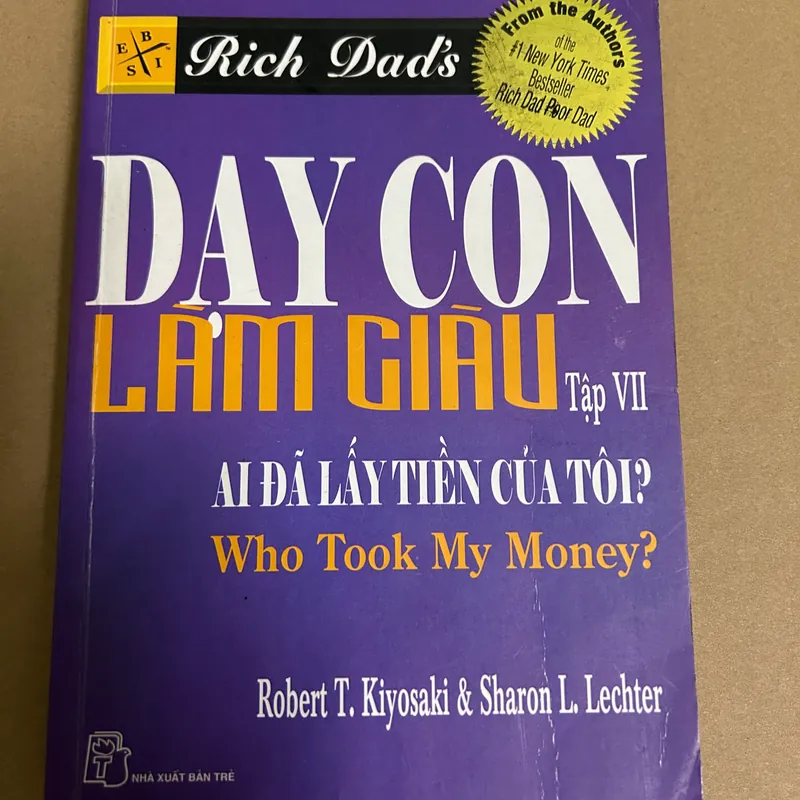 E B S I
Rich Dad's
From the Authors
of the
#1 New York Times
Bestseller
Rich Dad Poor Dad
DẠY CON
LÀM GIÀU
Tập VII
AI ĐÃ LẤY TIỀN CỦA TÔI?
Who Took My Money?
Robert T. Kiyosaki & Sharon L. Lechter
T
NHÀ XUẤT BẢN TRẺ